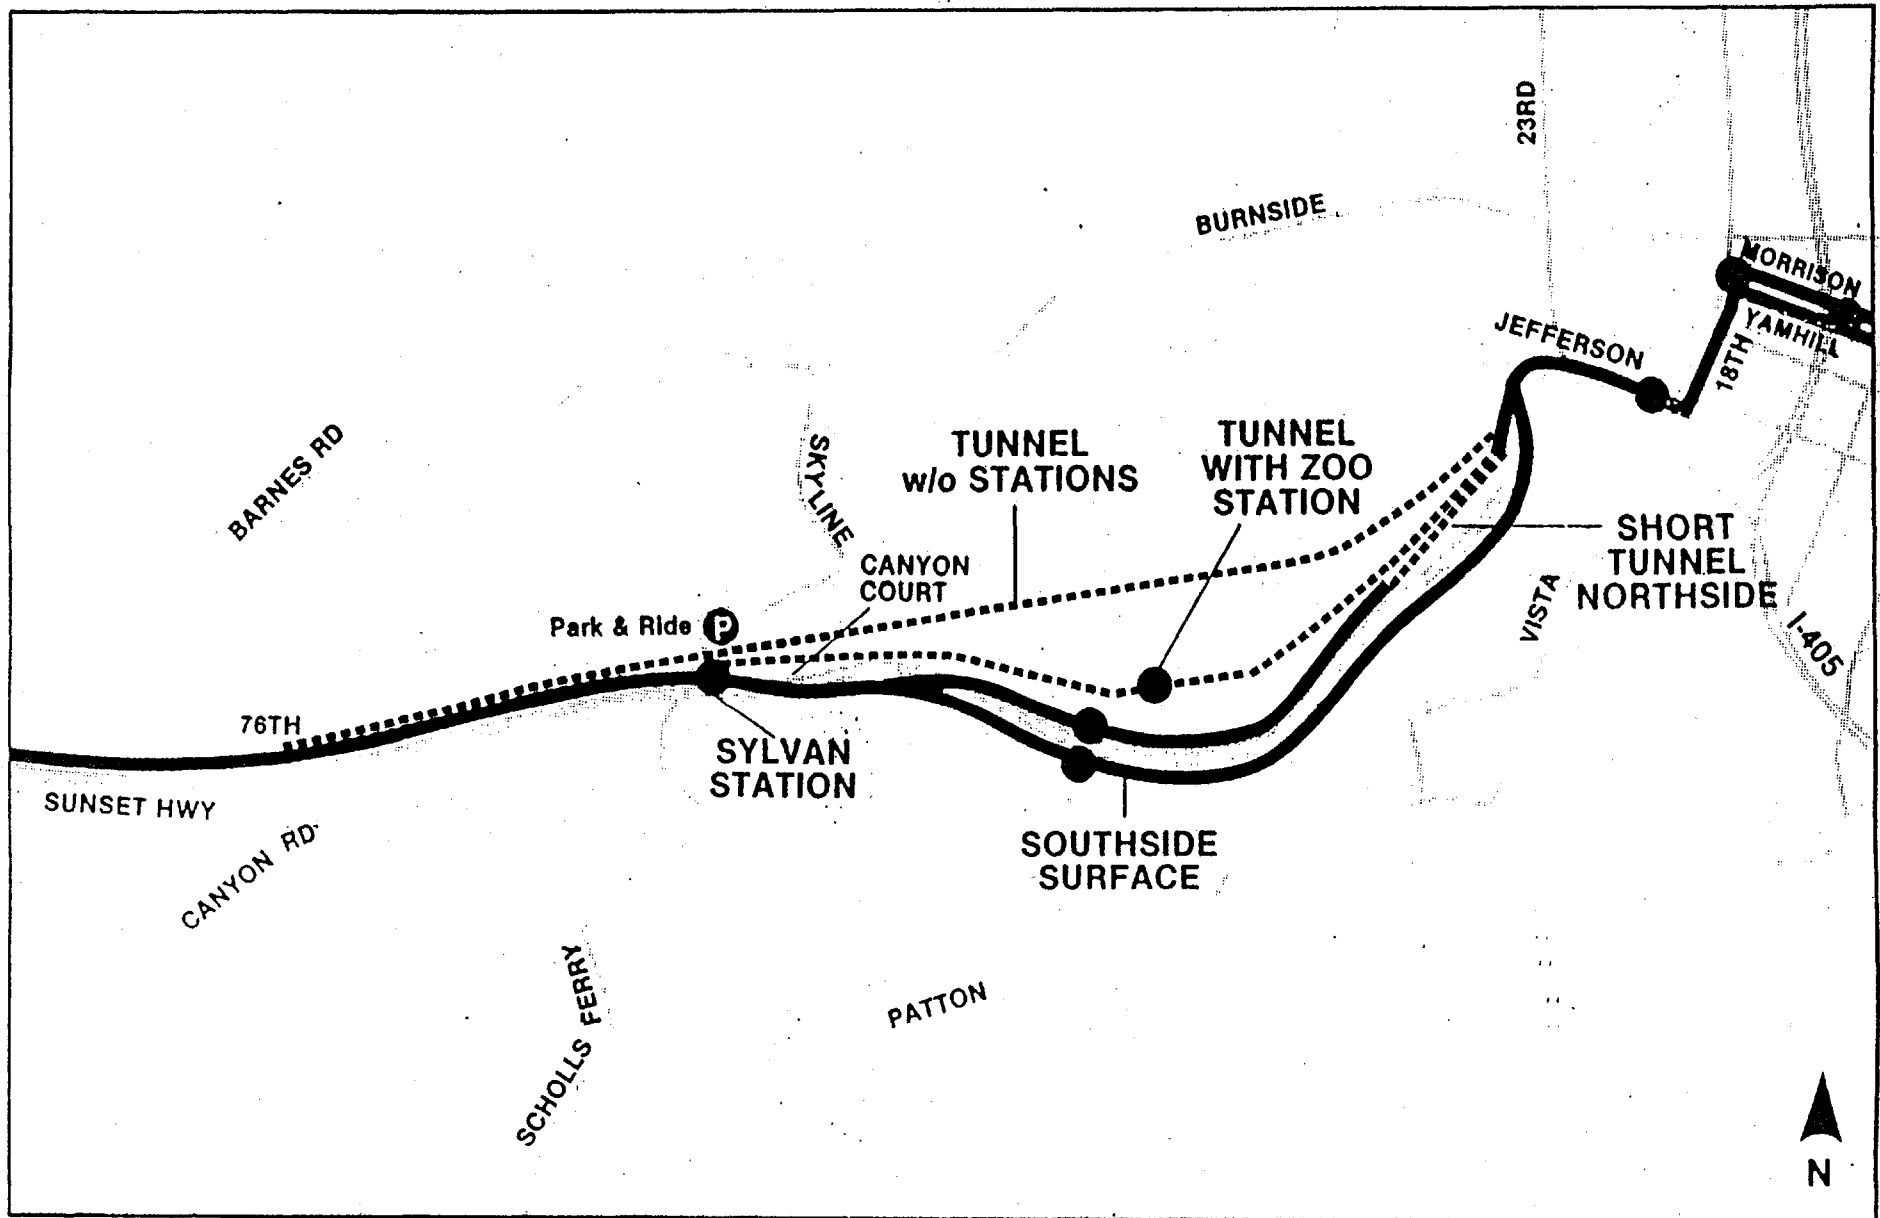 23RD
BURNSIDE
MORRISON
YAMHILL
JEFFERSON
18TH
BARNES RD
SKYLINE
TUNNEL
w/o STATIONS
TUNNEL
WITH ZOO
STATION
SHORT
TUNNEL
NORTHSIDE
CANYON
COURT
Park & Ride P
VISTA
I-405
76TH
SYLVAN
STATION
SUNSET HWY
CANYON RD
SOUTHSIDE
SURFACE
SCHOLLS FERRY
PATTON
N